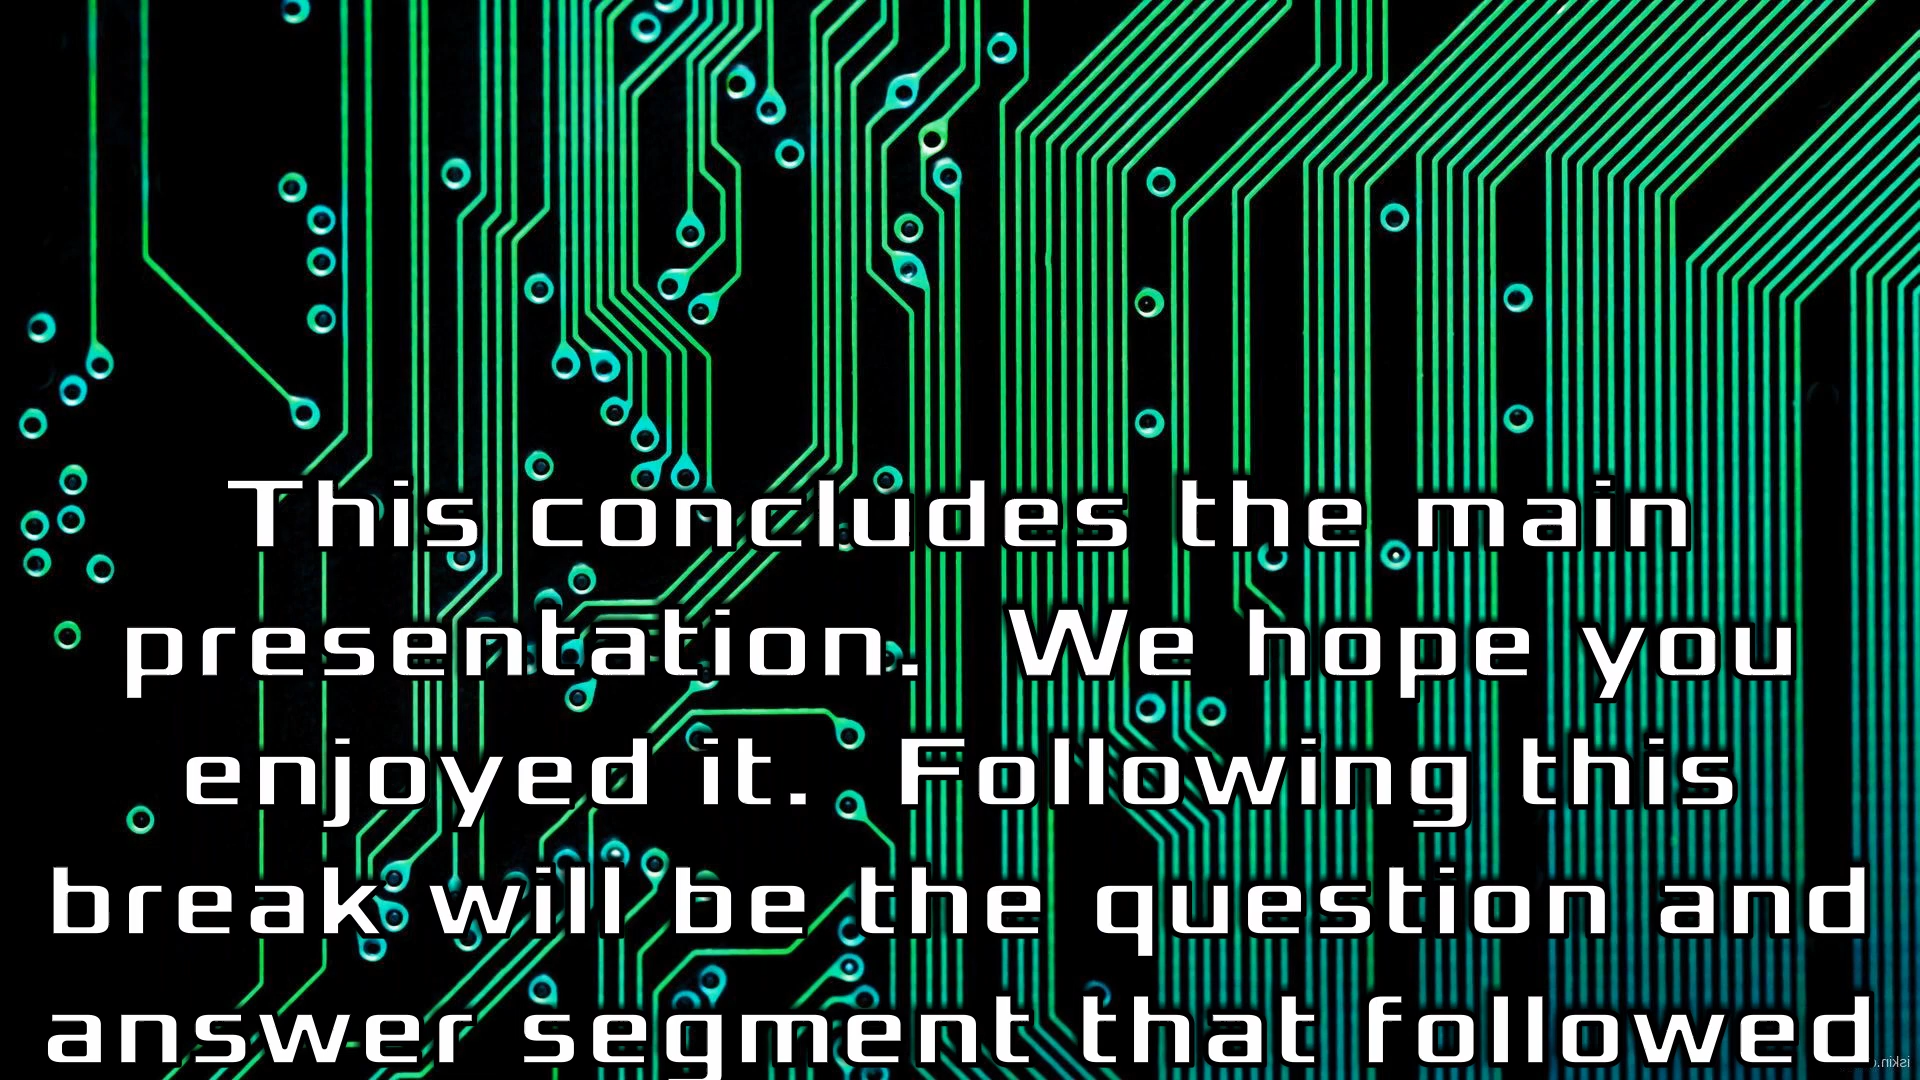 This concludes the main
presentation.  We hope you
enjoyed it.  Following this
break will be the question and
answer segment that followed